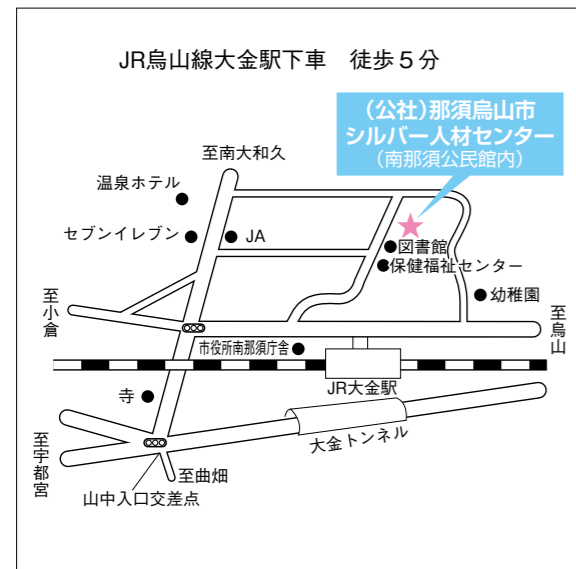 JR烏山線大金駅下車　徒歩５分
(公社)那須烏山市
シルバー人材センター
(南那須公民館内)
至南大和久
温泉ホテル
セブンイレブン
JA
図書館
保健福祉センター
幼稚園
至小倉
至烏山
市役所南那須庁舎
JR大金駅
寺
大金トンネル
至宇都宮
至曲畑
山中入口交差点